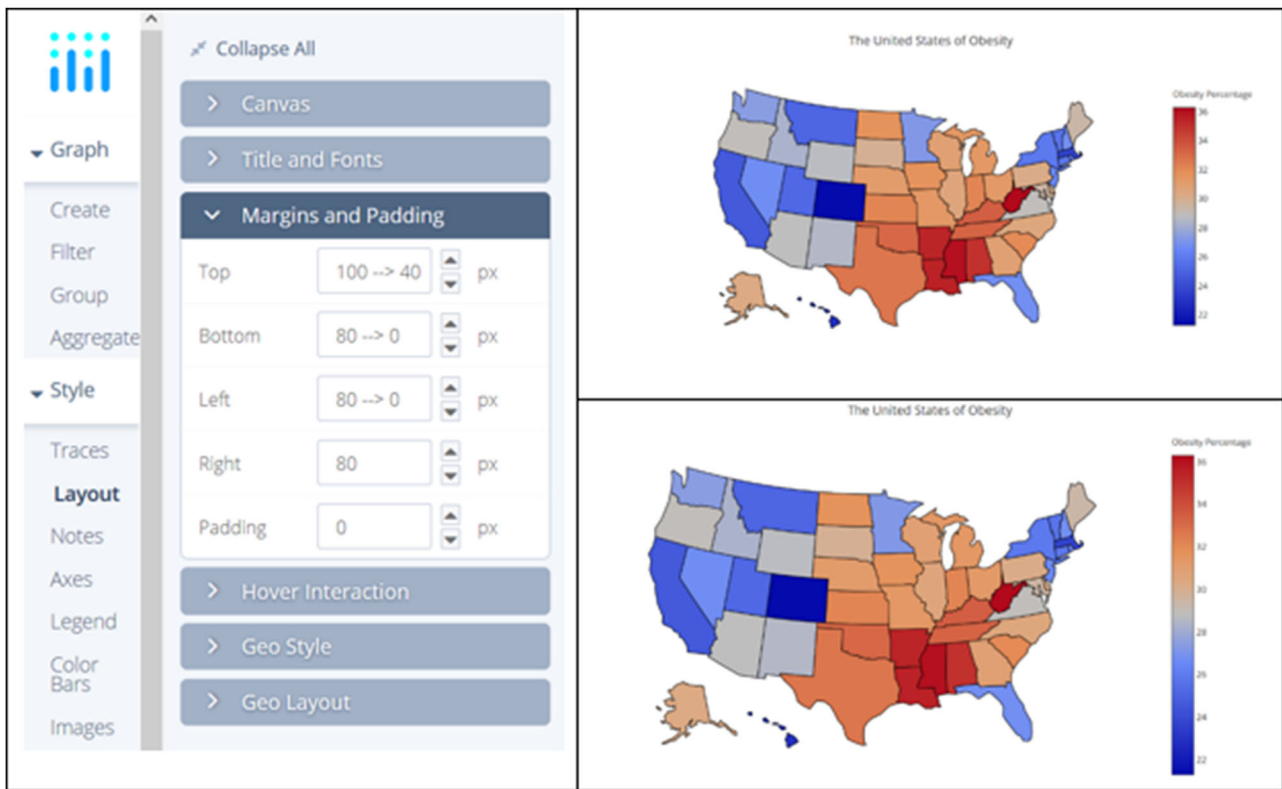 Graph
Create
Filter
Group
Aggregate
Style
Traces
Layout
Notes
Axes
Legend
Color
Bars
Images
Collapse All
Canvas
Title and Fonts
Margins and Padding
Top 100 --> 40 px
Bottom 80 --> 0 px
Left 80 --> 0 px
Right 80 px
Padding 0 px
Hover Interaction
Geo Style
Geo Layout
The United States of Obesity
Obesity Percentage
36
34
32
30
28
26
24
22
The United States of Obesity
Obesity Percentage
36
34
32
30
28
26
24
22